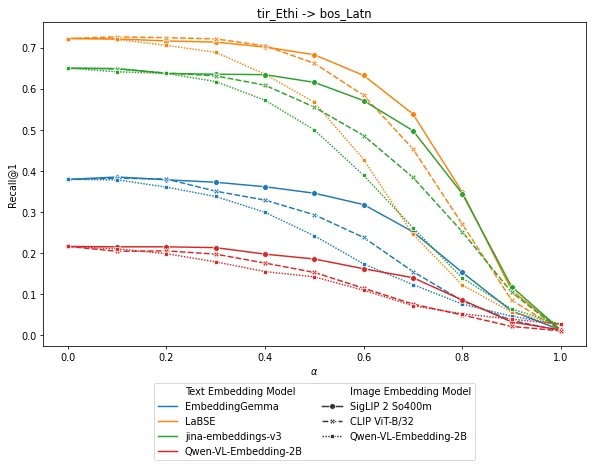 tir_Ethi -> bos_Latn
Recall@1
0.7
0.6
0.5
0.4
0.3
0.2
0.1
0.0
0.0 0.2 0.4 0.6 0.8 1.0
α
Text Embedding Model
EmbeddingGemma
LaBSE
jina-embeddings-v3
Qwen-VL-Embedding-2B
Image Embedding Model
SigLIP 2 So400m
CLIP ViT-B/32
Qwen-VL-Embedding-2B